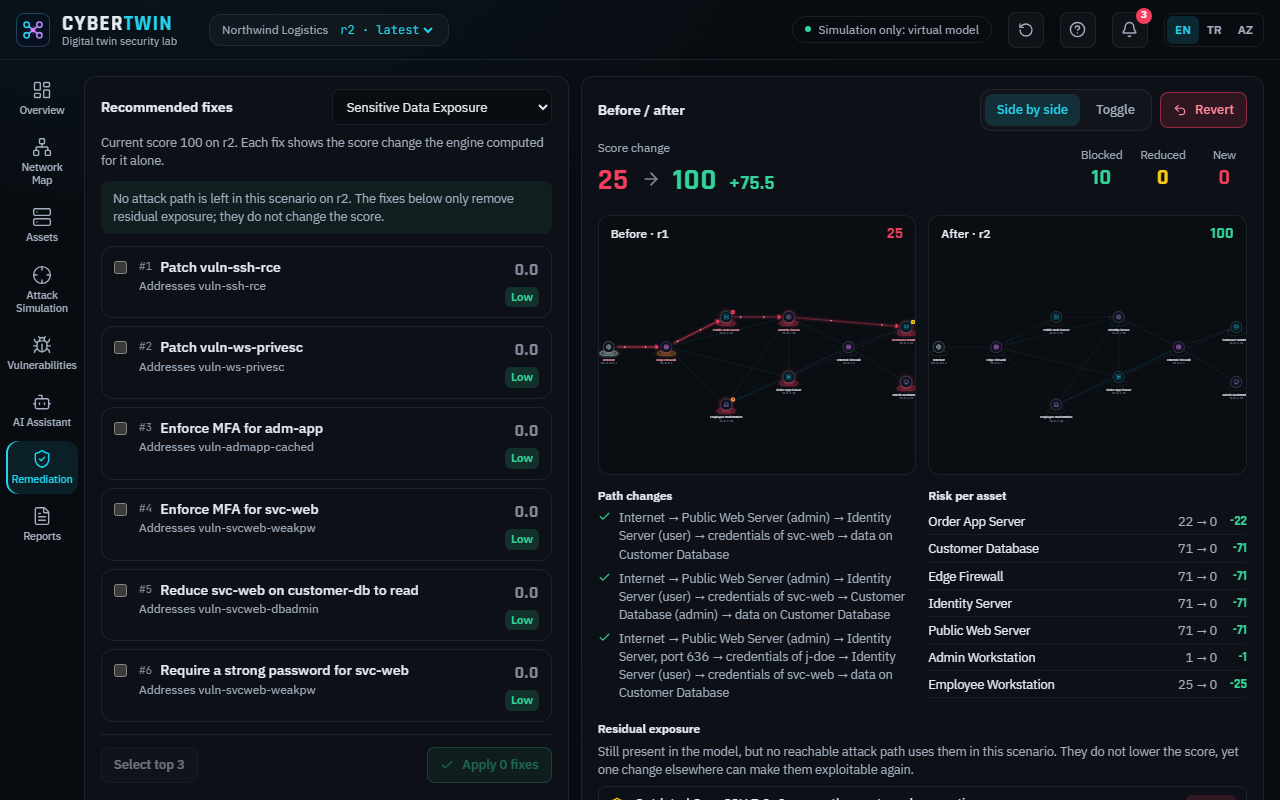 CYBERTWIN
Digital twin security lab
Northwind Logistics r2 · latest
Simulation only: virtual model
3
EN TR AZ
Overview
Network
Map
Assets
Attack
Simulation
Vulnerabilities
AI Assistant
Remediation
Reports
Recommended fixes
Sensitive Data Exposure
Current score 100 on r2. Each fix shows the score change the engine computed
for it alone.
No attack path is left in this scenario on r2. The fixes below only remove
residual exposure; they do not change the score.
#1 Patch vuln-ssh-rce 0.0
Addresses vuln-ssh-rce
Low
#2 Patch vuln-ws-privesc 0.0
Addresses vuln-ws-privesc
Low
#3 Enforce MFA for adm-app 0.0
Addresses vuln-admapp-cached
Low
#4 Enforce MFA for svc-web 0.0
Addresses vuln-svcweb-weakpw
Low
#5 Reduce svc-web on customer-db to read 0.0
Addresses vuln-svcweb-dbadmin
Low
#6 Require a strong password for svc-web 0.0
Addresses vuln-svcweb-weakpw
Low
Select top 3
Apply 0 fixes
Before / after
Side by side Toggle Revert
Score change
25 → 100 +75.5
Blocked Reduced New
10 0 0
Before · r1 25
After · r2 100
Path changes
Internet → Public Web Server (admin) → Identity
Server (user) → credentials of svc-web → data on
Customer Database
Internet → Public Web Server (admin) → Identity
Server (user) → credentials of svc-web → Customer
Database (admin) → data on Customer Database
Internet → Public Web Server (admin) → Identity
Server, port 636 → credentials of j-doe → Identity
Server (user) → credentials of svc-web → data on
Customer Database
Risk per asset
Order App Server 22 → 0 -22
Customer Database 71 → 0 -71
Edge Firewall 71 → 0 -71
Identity Server 71 → 0 -71
Public Web Server 71 → 0 -71
Admin Workstation 1 → 0 -1
Employee Workstation 25 → 0 -25
Residual exposure
Still present in the model, but no reachable attack path uses them in this scenario. They do not lower the score, yet
one change elsewhere can make them exploitable again.